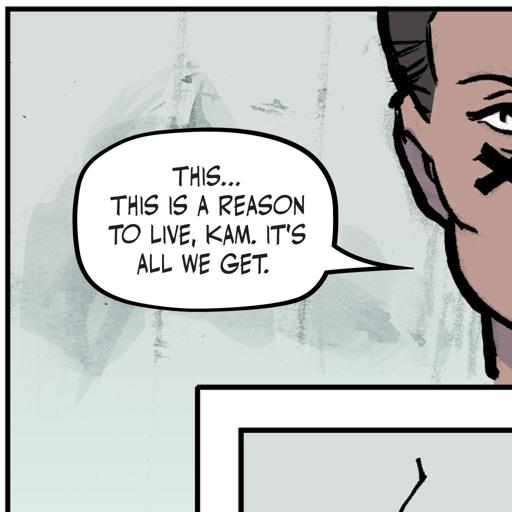 THIS...
THIS IS A REASON
TO LIVE, KAM. IT'S
ALL WE GET.